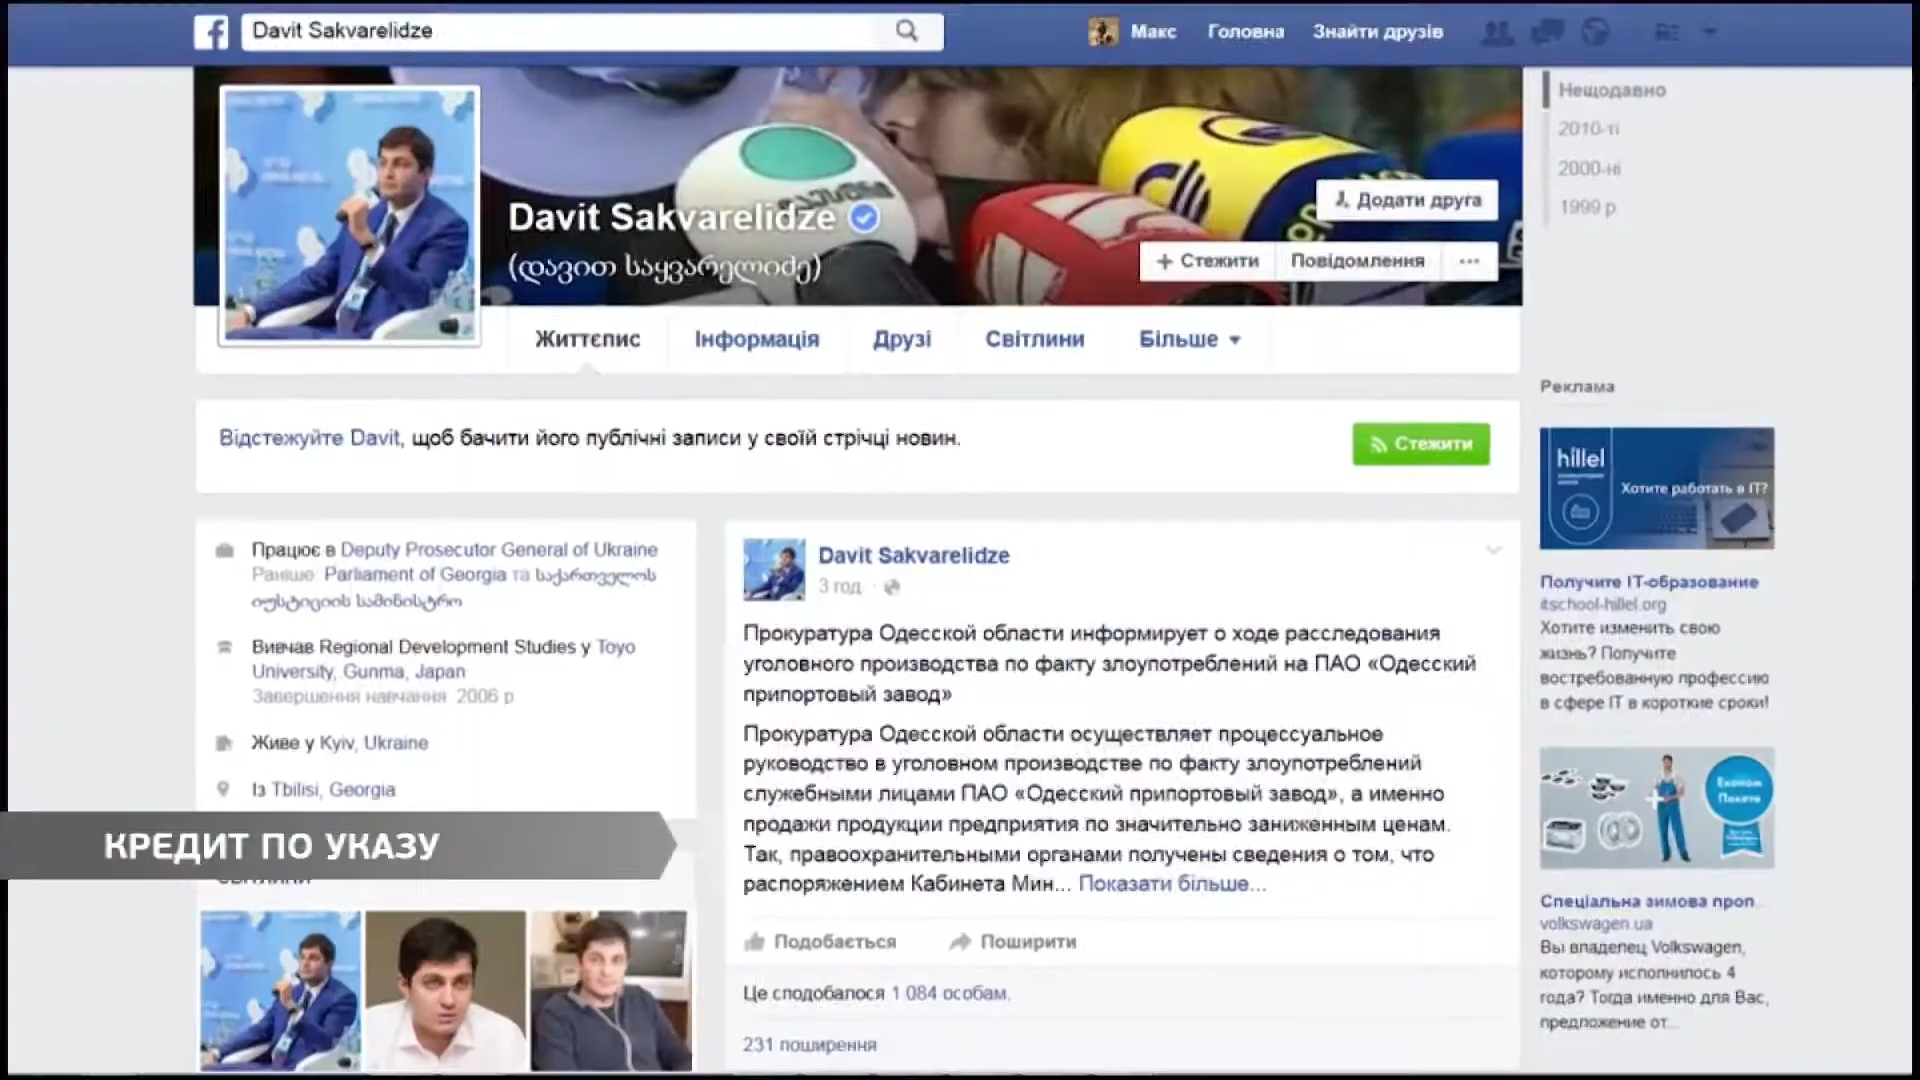 Davit Sakvarelidze
Макс
Головна
Знайти друзів
Нещодавно
2010-ті
2000-ні
1999 р
Davit Sakvarelidze
(დავით საყვარელიძე)
Додати друга
+ Стежити
Повідомлення
...
Життєпис
Інформація
Друзі
Світлини
Більше
Відстежуйте Davit, щоб бачити його публічні записи у своїй стрічці новин.
Стежити
Працює в Deputy Prosecutor General of Ukraine
Раніше: Parliament of Georgia та საქართველოს
იუსტიციის სამინისტრო
Вивчав Regional Development Studies у Toyo
University, Gunma, Japan
Завершення навчання 2006 р
Живе у Kyiv, Ukraine
Із Tbilisi, Georgia
КРЕДИТ ПО УКАЗУ
Davit Sakvarelidze
3 год
Прокуратура Одесской области информирует о ходе расследования
уголовного производства по факту злоупотреблений на ПАО «Одесский
припортовый завод»
Прокуратура Одесской области осуществляет процессуальное
руководство в уголовном производстве по факту злоупотреблений
служебными лицами ПАО «Одесский припортовый завод», а именно
продажи продукции предприятия по значительно заниженным ценам.
Так, правоохранительными органами получены сведения о том, что
распоряжением Кабинета Мин... Показати більше...
Подобається
Поширити
Це сподобалося 1 084 особам.
231 поширення
Реклама
hillel
Хотите работать в IT?
Получите IT-образование
itschool-hillel.org
Хотите изменить свою
жизнь? Получите
востребованную профессию
в сфере IT в короткие сроки!
Економ
Пакети
Спеціальна зимова проп...
volkswagen.ua
Вы владелец Volkswagen,
которому исполнилось 4
года? Тогда именно для Вас,
предложение от...